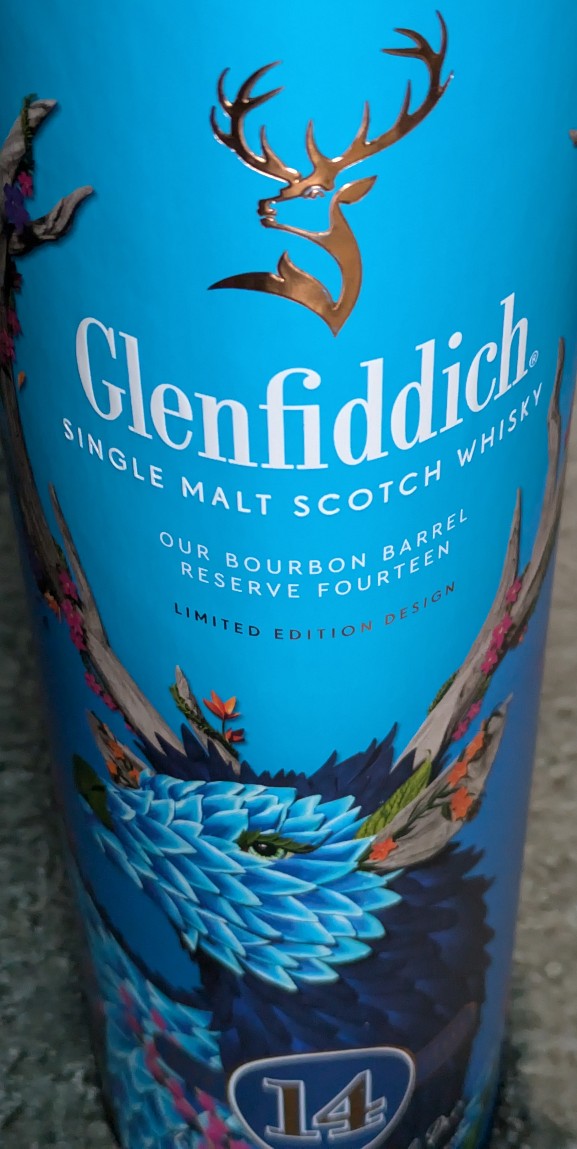 Glenfiddich®
SINGLE MALT SCOTCH WHISKY
OUR BOURBON BARREL
RESERVE FOURTEEN
LIMITED EDITION DESIGN
14